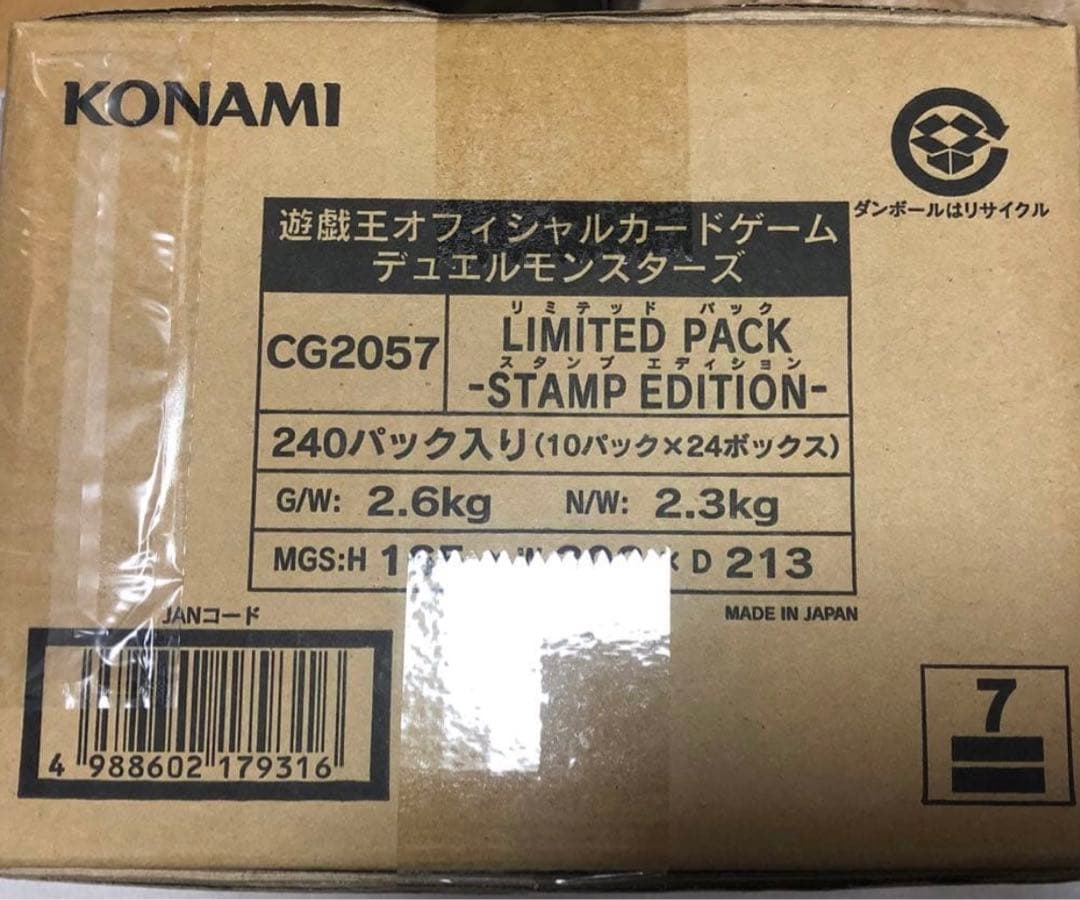 KONAMI
ダンボールはリサイクル
遊戯王オフィシャルカードゲーム
デュエルモンスターズ
CG2057
リミテッド パック
LIMITED PACK
スタンプ エディション
-STAMP EDITION-
240パック入り(10パック×24ボックス)
G/W: 2.6kg N/W: 2.3kg
MGS:H × D 213
JANコード
MADE IN JAPAN
4 988602 179316
7